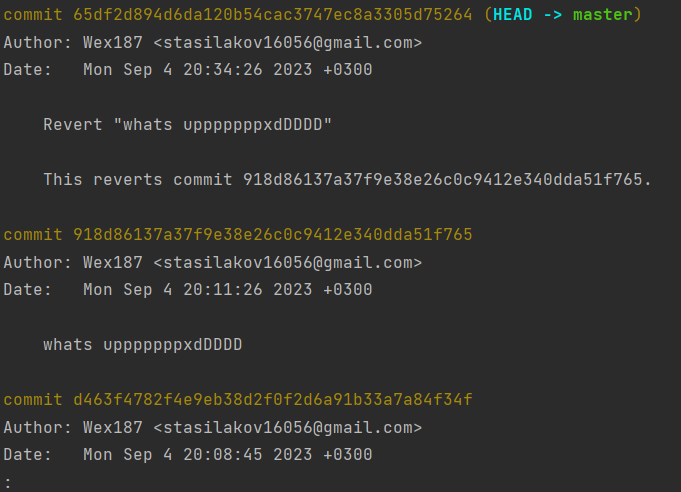 commit 65df2d894d6da120b54cac3747ec8a3305d75264 (HEAD -> master)
Author: Wex187 <stasilakov16056@gmail.com>
Date:   Mon Sep 4 20:34:26 2023 +0300
Revert "whats upppppppxdDDDD"
This reverts commit 918d86137a37f9e38e26c0c9412e340dda51f765.
commit 918d86137a37f9e38e26c0c9412e340dda51f765
Author: Wex187 <stasilakov16056@gmail.com>
Date:   Mon Sep 4 20:11:26 2023 +0300
whats upppppppxdDDDD
commit d463f4782f4e9eb38d2f0f2d6a91b33a7a84f34f
Author: Wex187 <stasilakov16056@gmail.com>
Date:   Mon Sep 4 20:08:45 2023 +0300
: